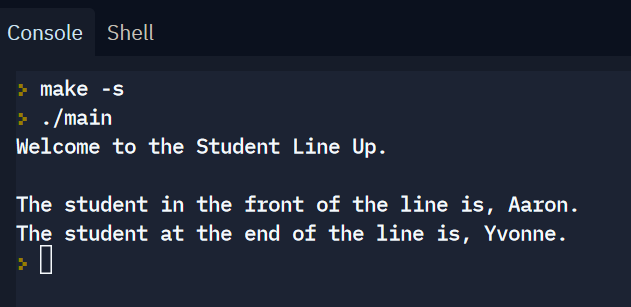 Console Shell
> make -s
> ./main
Welcome to the Student Line Up.
The student in the front of the line is, Aaron.
The student at the end of the line is, Yvonne.
>